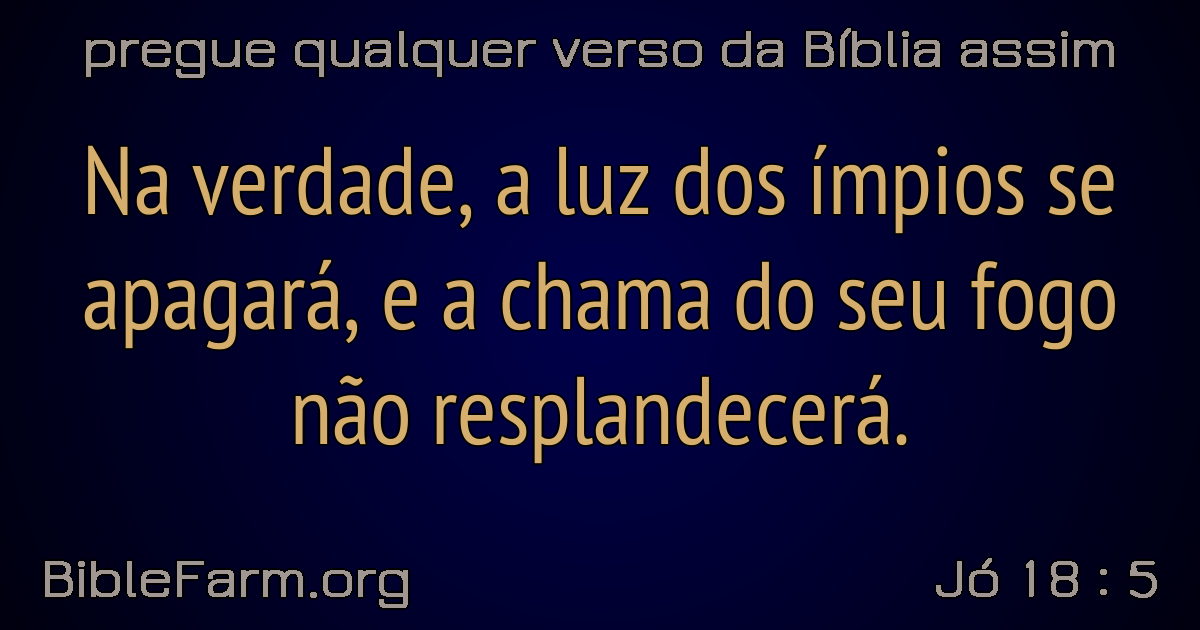 pregue qualquer verso da Bíblia assim
Na verdade, a luz dos ímpios se
apagará, e a chama do seu fogo
não resplandecerá.
BibleFarm.org
Jó 18 : 5